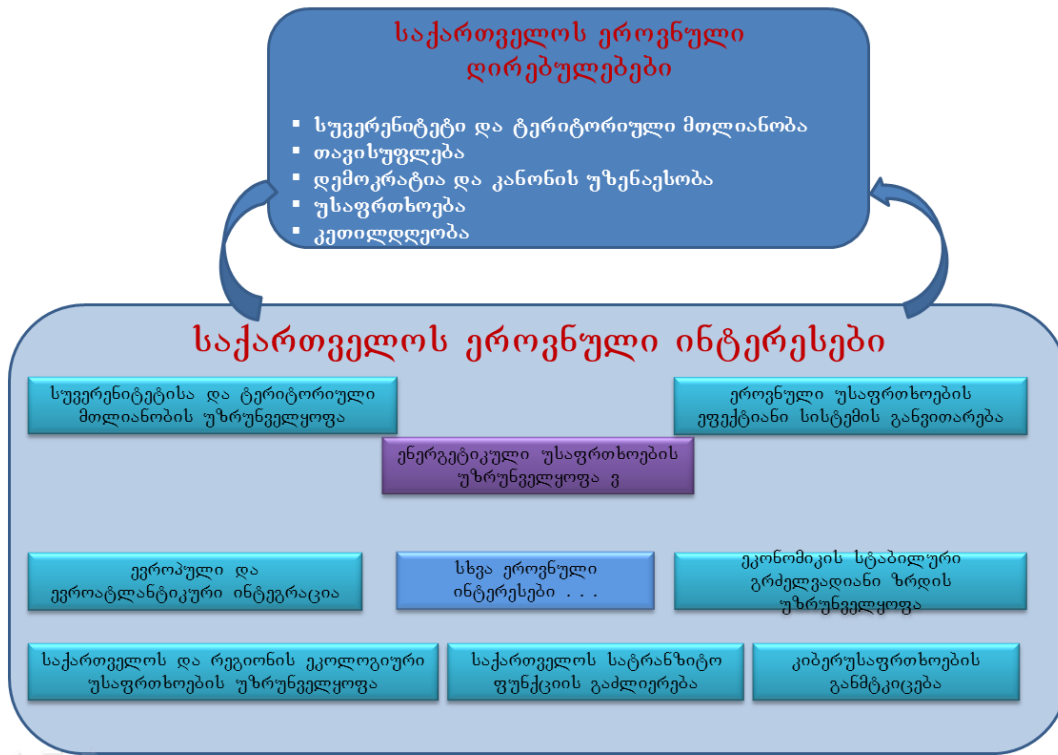 საქართველოს ეროვნული
ღირებულებები
▪ სუვერენიტეტი და ტერიტორიული მთლიანობა
▪ თავისუფლება
▪ დემოკრატია და კანონის უზენაესობა
▪ უსაფრთხოება
▪ კეთილდღეობა
საქართველოს ეროვნული ინტერესები
სუვერენიტეტისა და ტერიტორიული
მთლიანობის უზრუნველყოფა
ეროვნული უსაფრთხოების
ეფექტიანი სისტემის განვითარება
ენერგეტიკული უსაფრთხოების
უზრუნველყოფა ვ
ევროპული და
ევროატლანტიკური ინტეგრაცია
სხვა ეროვნული
ინტერესები . . .
ეკონომიკის სტაბილური
გრძელვადიანი ზრდის
უზრუნველყოფა
საქართველოს და რეგიონის ეკოლოგიური
უსაფრთხოების უზრუნველყოფა
საქართველოს სატრანზიტო
ფუნქციის გაძლიერება
კიბერუსაფრთხოების
განმტკიცება